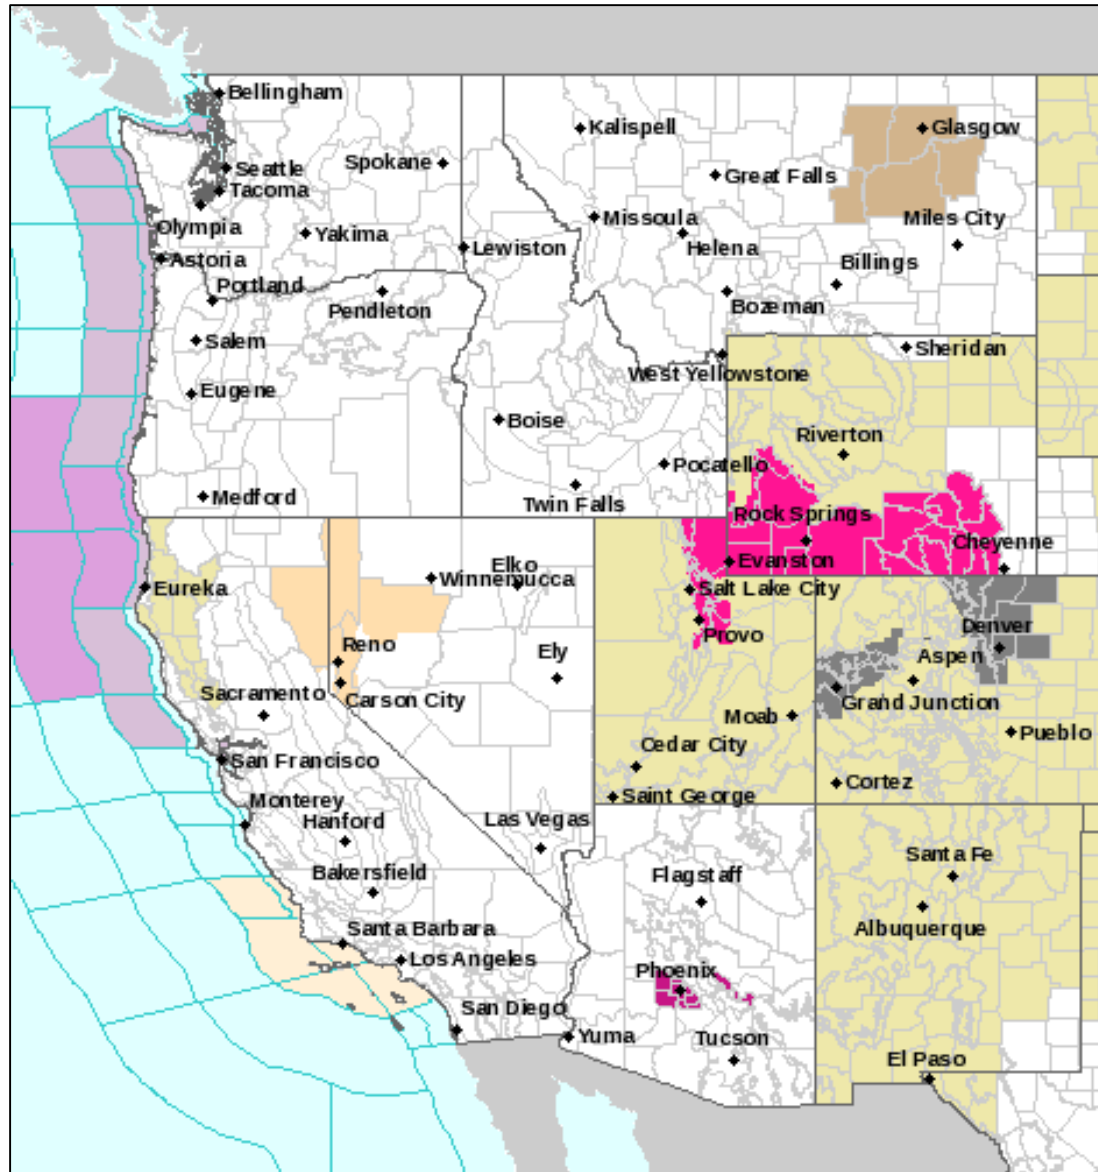 Bellingham
Kalispell
Glasgow
Seattle
Spokane
Great Falls
Tacoma
Olympia
Yakima
Missoula
Miles City
Lewiston
Helena
Astoria
Billings
Portland
Pendleton
Bozeman
Salem
Sheridan
West Yellowstone
Eugene
Boise
Riverton
Pocatello
Medford
Twin Falls
Rock Springs
Cheyenne
Elko
Winnemucca
Evanston
Eureka
Salt Lake City
Denver
Provo
Reno
Ely
Aspen
Sacramento
Carson City
Grand Junction
Moab
Pueblo
Cedar City
San Francisco
Cortez
Saint George
Monterey
Hanford
Las Vegas
Santa Fe
Bakersfield
Flagstaff
Albuquerque
Santa Barbara
Los Angeles
Phoenix
San Diego
Yuma
Tucson
El Paso